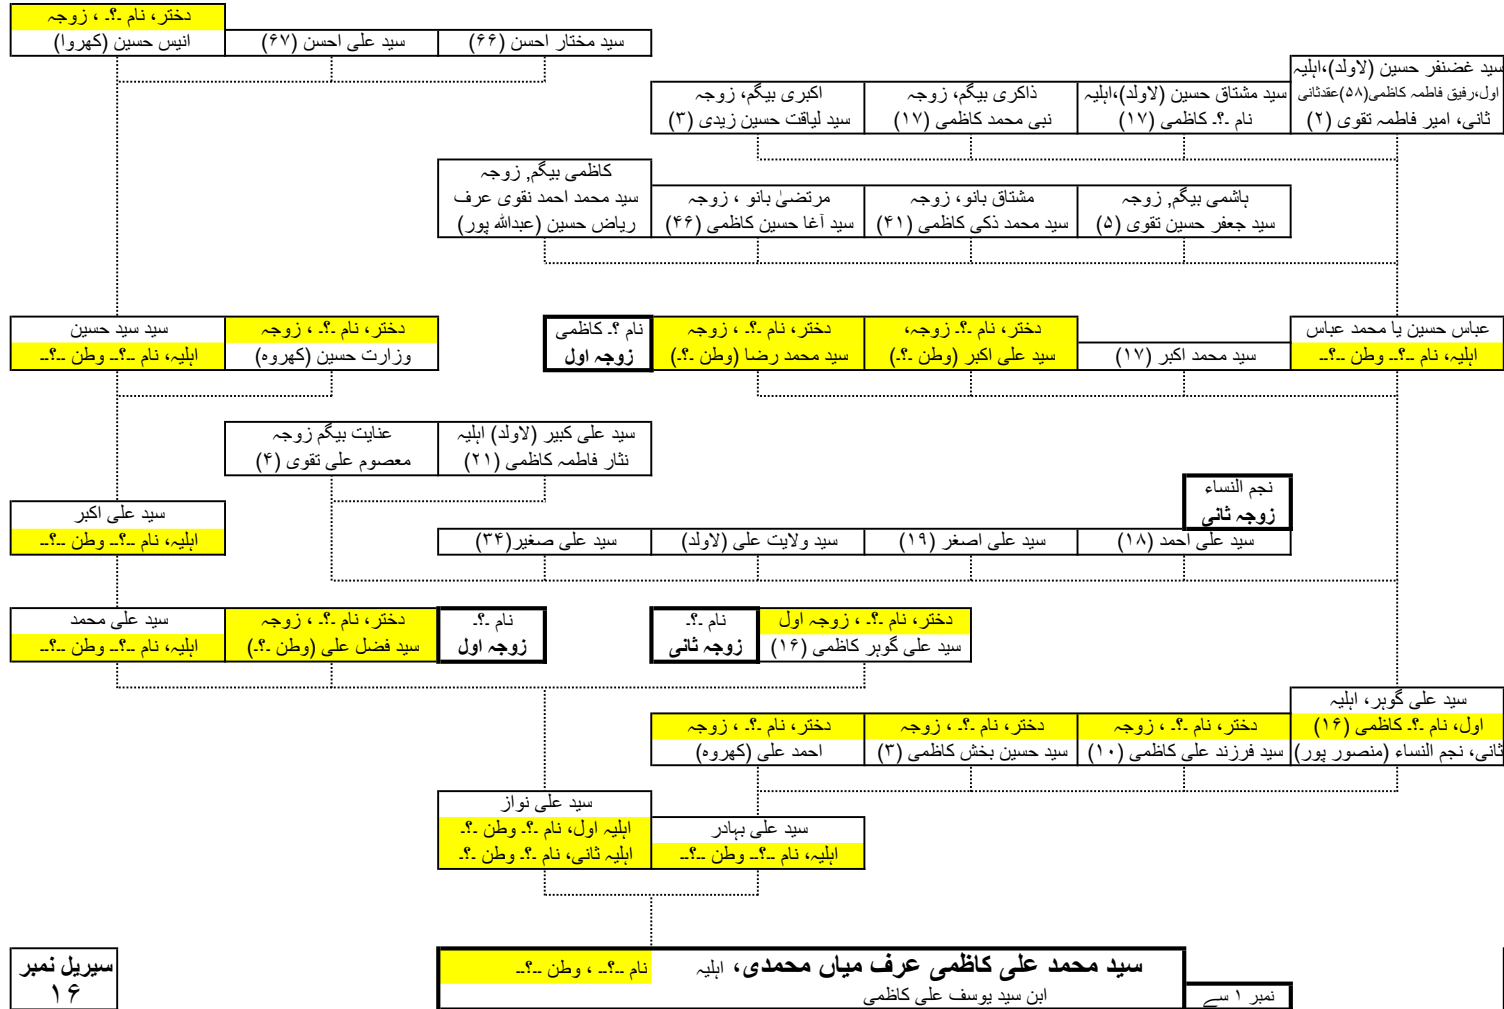 دختر، نام ۔؟۔ ، زوجہ
انیس حسین (کھروا)
سید علی احسن (۶۷)
سید مختار احسن (۶۶)
سید غضنفر حسین (لاولد)،اہلیہ
اول،رفیق فاطمہ کاظمی(۵۸)عقدثانی
ثانی، امیر فاطمہ تقوی (۲)
سید مشتاق حسین (لاولد)،اہلیہ
نام ۔؟۔ کاظمی (۱۷)
ذاکری بیگم، زوجہ
نبی محمد کاظمی (۱۷)
اکبری بیگم، زوجہ
سید لیاقت حسین زیدی (۳)
کاظمی بیگم, زوجہ
سید محمد احمد نقوی عرف
ریاض حسین (عبداللہ پور)
مرتضیٰ بانو ، زوجہ
سید آغا حسین کاظمی (۴۶)
مشتاق بانو، زوجہ
سید محمد ذکی کاظمی (۴۱)
ہاشمی بیگم, زوجہ
سید جعفر حسین تقوی (۵)
سید سید حسین
اہلیہ، نام ۔۔؟۔۔ وطن ۔۔؟۔۔
دختر، نام ۔؟۔ ، زوجہ
وزارت حسین (کھروہ)
نام ؟۔ کاظمی
زوجہ اول
دختر، نام ۔؟۔ ، زوجہ
سید محمد رضا (وطن ۔؟۔)
دختر، نام ۔؟۔ زوجہ،
سید علی اکبر (وطن ۔؟۔)
سید محمد اکبر (۱۷)
عباس حسین یا محمد عباس
اہلیہ، نام ۔۔؟۔۔ وطن ۔۔؟۔۔
عنایت بیگم زوجہ
معصوم علی تقوی (۴)
سید علی کبیر (لاولد) اہلیہ
نثار فاطمہ کاظمی (۲۱)
نجم النساء
زوجہ ثانی
سید علی اکبر
اہلیہ، نام ۔۔؟۔۔ وطن ۔۔؟۔۔
سید علی صغیر(۳۴)
سید ولایت علی (لاولد)
سید علی اصغر (۱۹)
سید علی احمد (۱۸)
سید علی محمد
اہلیہ، نام ۔۔؟۔۔ وطن ۔۔؟۔۔
دختر، نام ۔؟۔ ، زوجہ
سید فضل علی (وطن ۔؟۔)
نام ۔؟۔
زوجہ اول
نام ۔؟۔
زوجہ ثانی
دختر، نام ۔؟۔ ، زوجہ اول
سید علی گوہر کاظمی (۱۶)
سید علی گوہر، اہلیہ
اول، نام ۔؟۔ کاظمی (۱۶)
ثانی، نجم النساء (منصور پور)
دختر، نام ۔؟۔ ، زوجہ
سید فرزند علی کاظمی (۱۰)
دختر، نام ۔؟۔ ، زوجہ
سید حسین بخش کاظمی (۳)
دختر، نام ۔؟۔ ، زوجہ
احمد علی (کھروہ)
سید علی نواز
اہلیہ اول، نام ۔؟۔ وطن ۔؟۔
اہلیہ ثانی، نام ۔؟۔ وطن ۔؟۔
سید علی بہادر
اہلیہ، نام ۔۔؟۔۔ وطن ۔۔؟۔۔
سید محمد علی کاظمی عرف میاں محمدی، اہلیہ نام ۔۔؟۔۔ ، وطن ۔۔؟۔۔
ابن سید یوسف علی کاظمی
نمبر ۱ سے
سیریل نمبر
۱۶